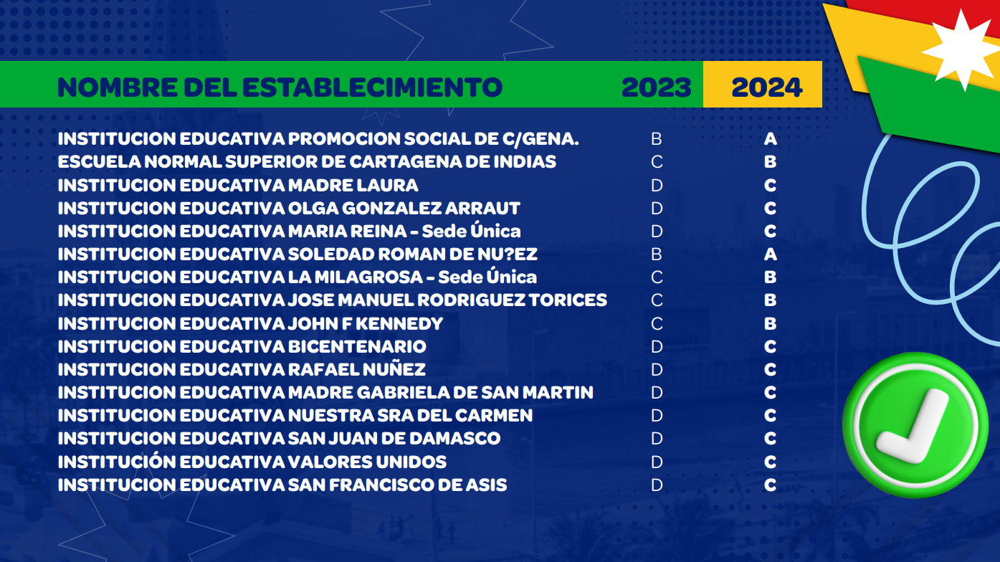 NOMBRE DEL ESTABLECIMIENTO 2023 2024
INSTITUCION EDUCATIVA PROMOCION SOCIAL DE C/GENA. B A
ESCUELA NORMAL SUPERIOR DE CARTAGENA DE INDIAS C B
INSTITUCION EDUCATIVA MADRE LAURA D C
INSTITUCION EDUCATIVA OLGA GONZALEZ ARRAUT D C
INSTITUCION EDUCATIVA MARIA REINA - Sede Única D C
INSTITUCION EDUCATIVA SOLEDAD ROMAN DE NU?EZ B A
INSTITUCION EDUCATIVA LA MILAGROSA - Sede Única C B
INSTITUCION EDUCATIVA JOSE MANUEL RODRIGUEZ TORICES C B
INSTITUCION EDUCATIVA JOHN F KENNEDY C B
INSTITUCION EDUCATIVA BICENTENARIO D C
INSTITUCION EDUCATIVA RAFAEL NUÑEZ D C
INSTITUCION EDUCATIVA MADRE GABRIELA DE SAN MARTIN D C
INSTITUCION EDUCATIVA NUESTRA SRA DEL CARMEN D C
INSTITUCION EDUCATIVA SAN JUAN DE DAMASCO D C
INSTITUCIÓN EDUCATIVA VALORES UNIDOS D C
INSTITUCION EDUCATIVA SAN FRANCISCO DE ASIS D C